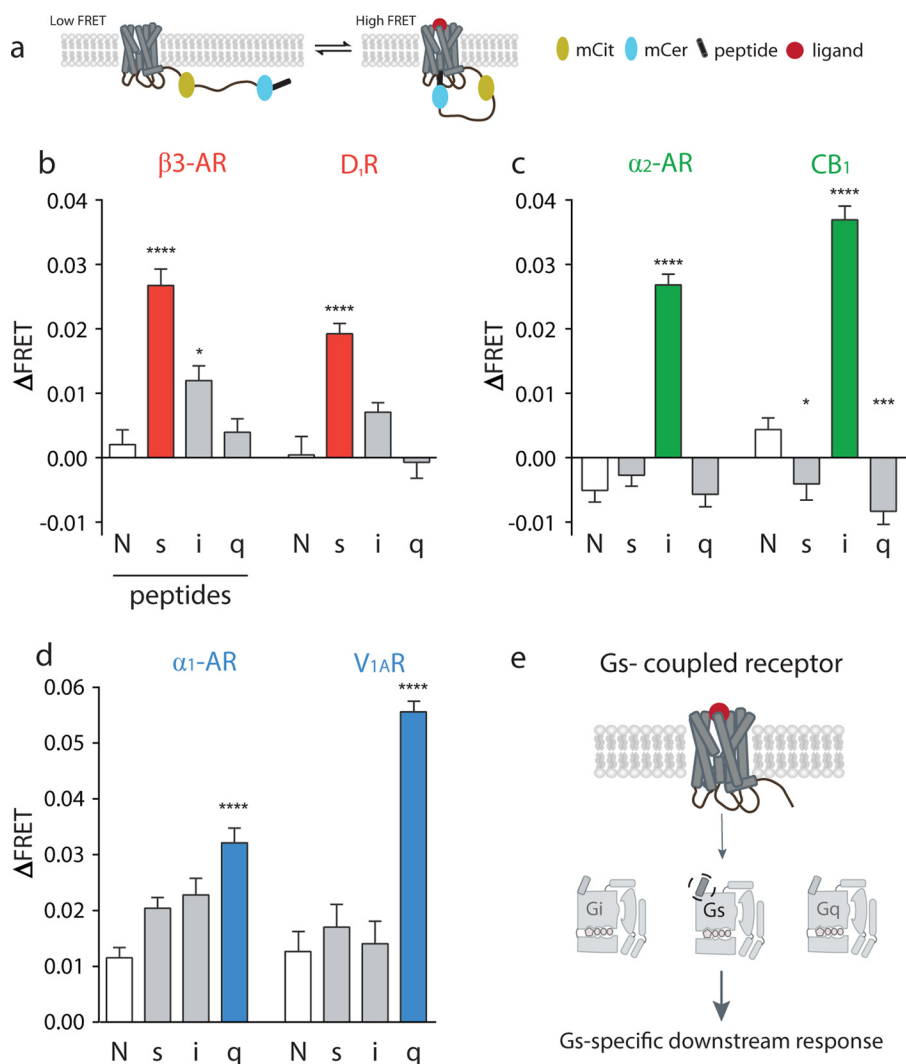 a
Low FRET
High FRET
mCit mCer peptide ligand
b
β3-AR D1R
ΔFRET
0.04
0.03
0.02
0.01
0.00
-0.01
****
*
****
N s i q N s i q
peptides
c
α2-AR CB1
ΔFRET
0.04
0.03
0.02
0.01
0.00
-0.01
****
*
****
***
N s i q N s i q
d
α1-AR V1AR
ΔFRET
0.06
0.05
0.04
0.03
0.02
0.01
0.00
****
****
N s i q N s i q
e
Gs- coupled receptor
Gi Gs Gq
Gs-specific downstream response